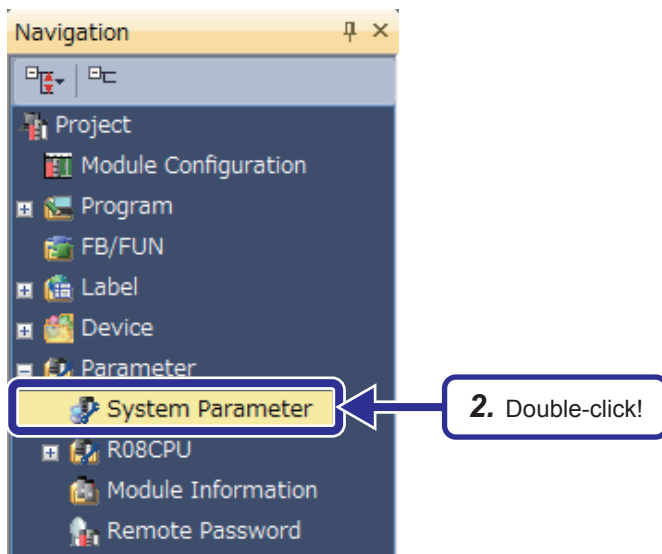 Navigation
Project
Module Configuration
Program
FB/FUN
Label
Device
Parameter
System Parameter
2. Double-click!
R08CPU
Module Information
Remote Password